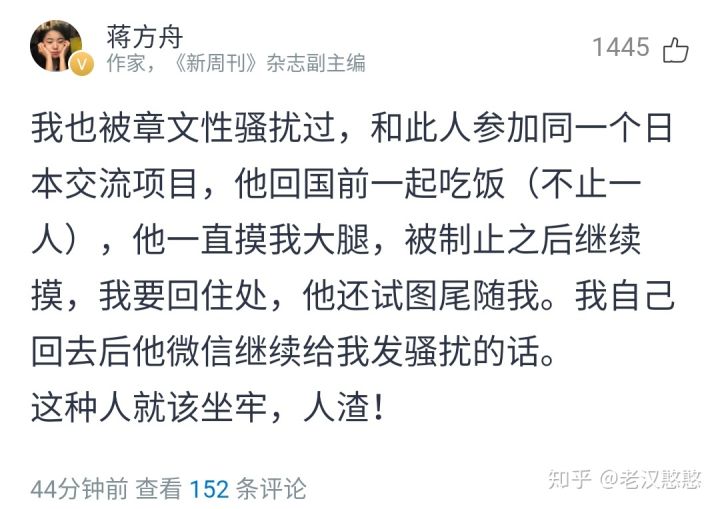 蒋方舟
作家，《新周刊》杂志副主编
1445
我也被章文性骚扰过，和此人参加同一个日
本交流项目，他回国前一起吃饭（不止一
人），他一直摸我大腿，被制止之后继续
摸，我要回住处，他还试图尾随我。我自己
回去后他微信继续给我发骚扰的话。
这种人就该坐牢，人渣！
44分钟前 查看 152 条评论
知乎 @老汉憨憨
V